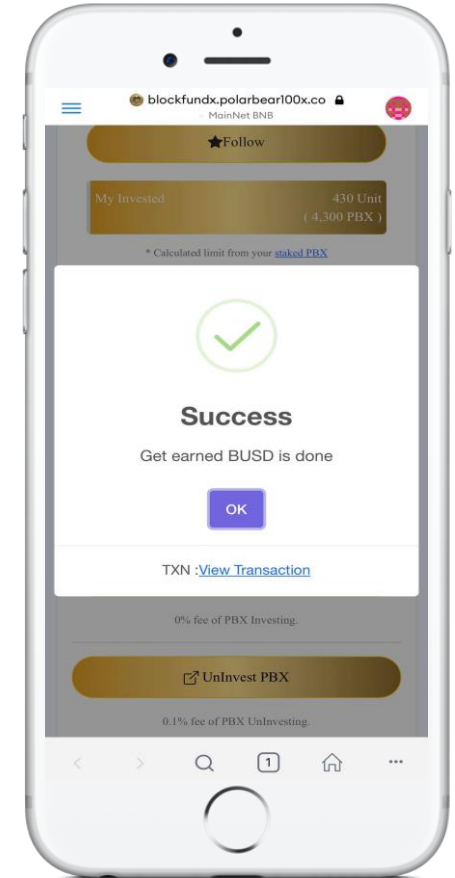 blockfundx.polarbear100x.co
MainNet BNB
Follow
My Invested 430 Unit
( 4,300 PBX )
* Calculated limit from your staked PBX
Success
Get earned BUSD is done
OK
TXN :View Transaction
0% fee of PBX Investing.
UnInvest PBX
0.1% fee of PBX UnInvesting.
1